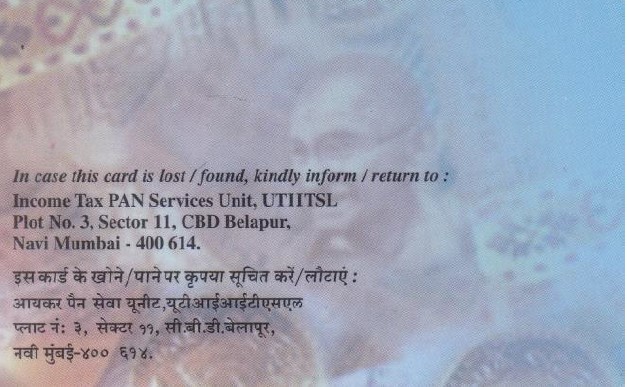 In case this card is lost / found, kindly inform / return to :
Income Tax PAN Services Unit, UTIITSL
Plot No. 3, Sector 11, CBD Belapur,
Navi Mumbai - 400 614.
इस कार्ड के खोने/पाने पर कृपया सूचित करें/लौटाएं :
आयकर पैन सेवा यूनीट,यूटीआईआईटीएसएल
प्लाट नं: ३, सेक्टर ११, सी.बी.डी.बेलापूर,
नवी मुंबई-४०० ६१४.